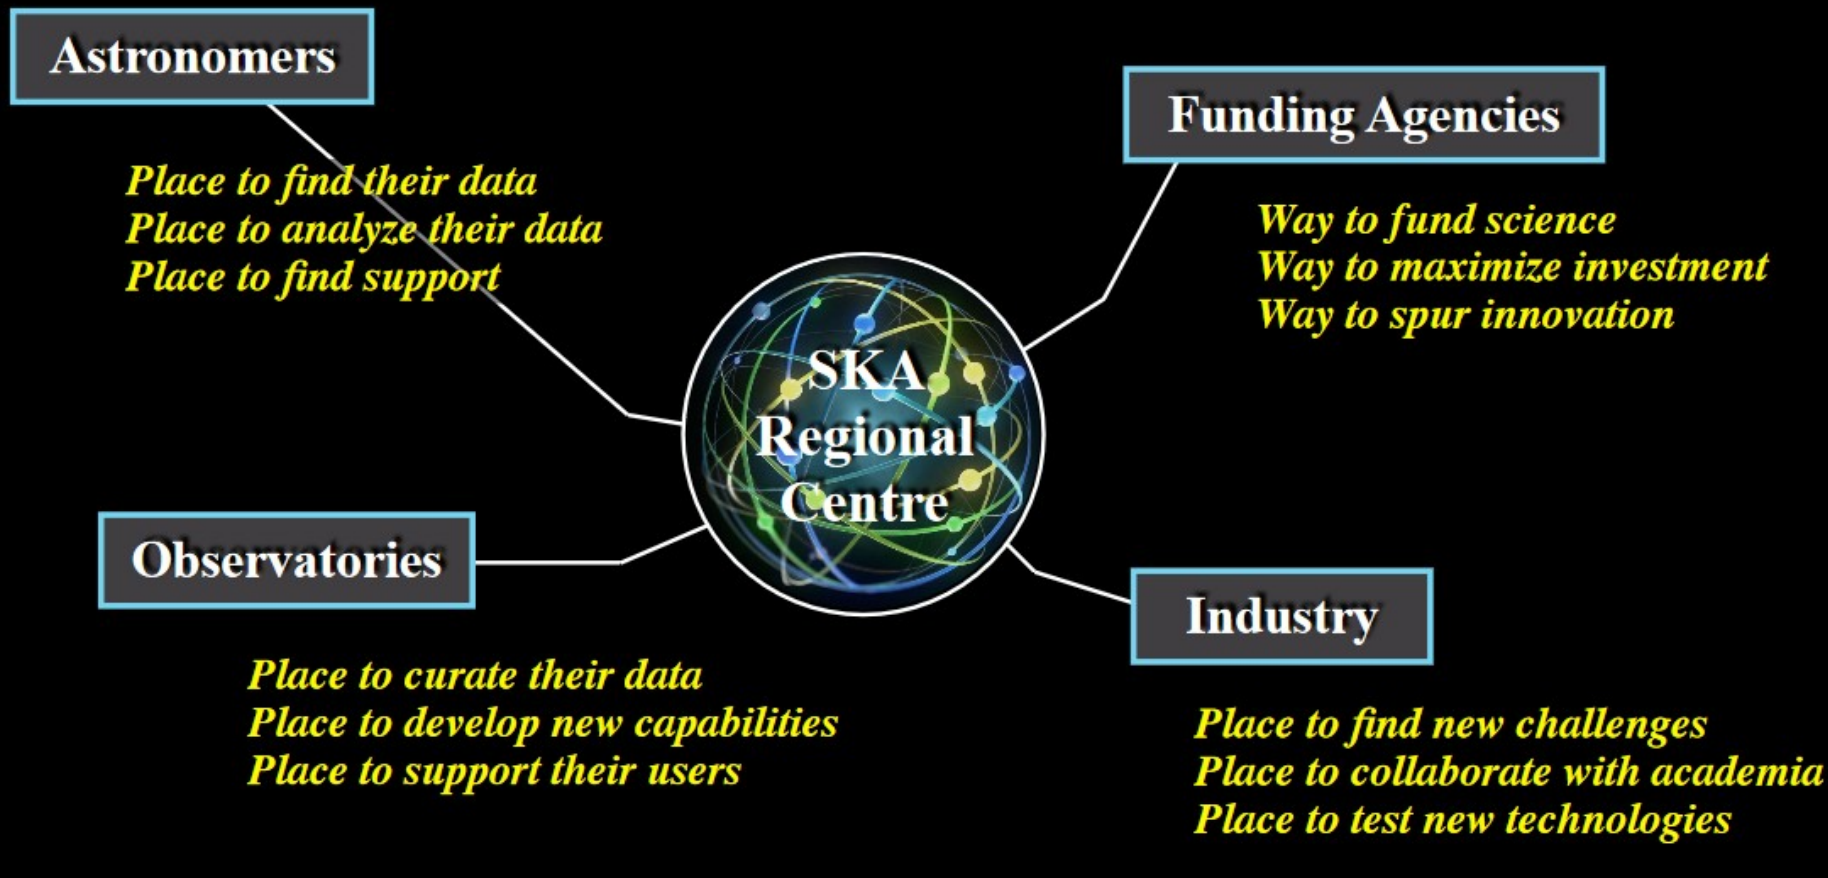 Astronomers
Place to find their data
Place to analyze their data
Place to find support
Funding Agencies
Way to fund science
Way to maximize investment
Way to spur innovation
SKA
Regional
Centre
Observatories
Place to curate their data
Place to develop new capabilities
Place to support their users
Industry
Place to find new challenges
Place to collaborate with academia
Place to test new technologies